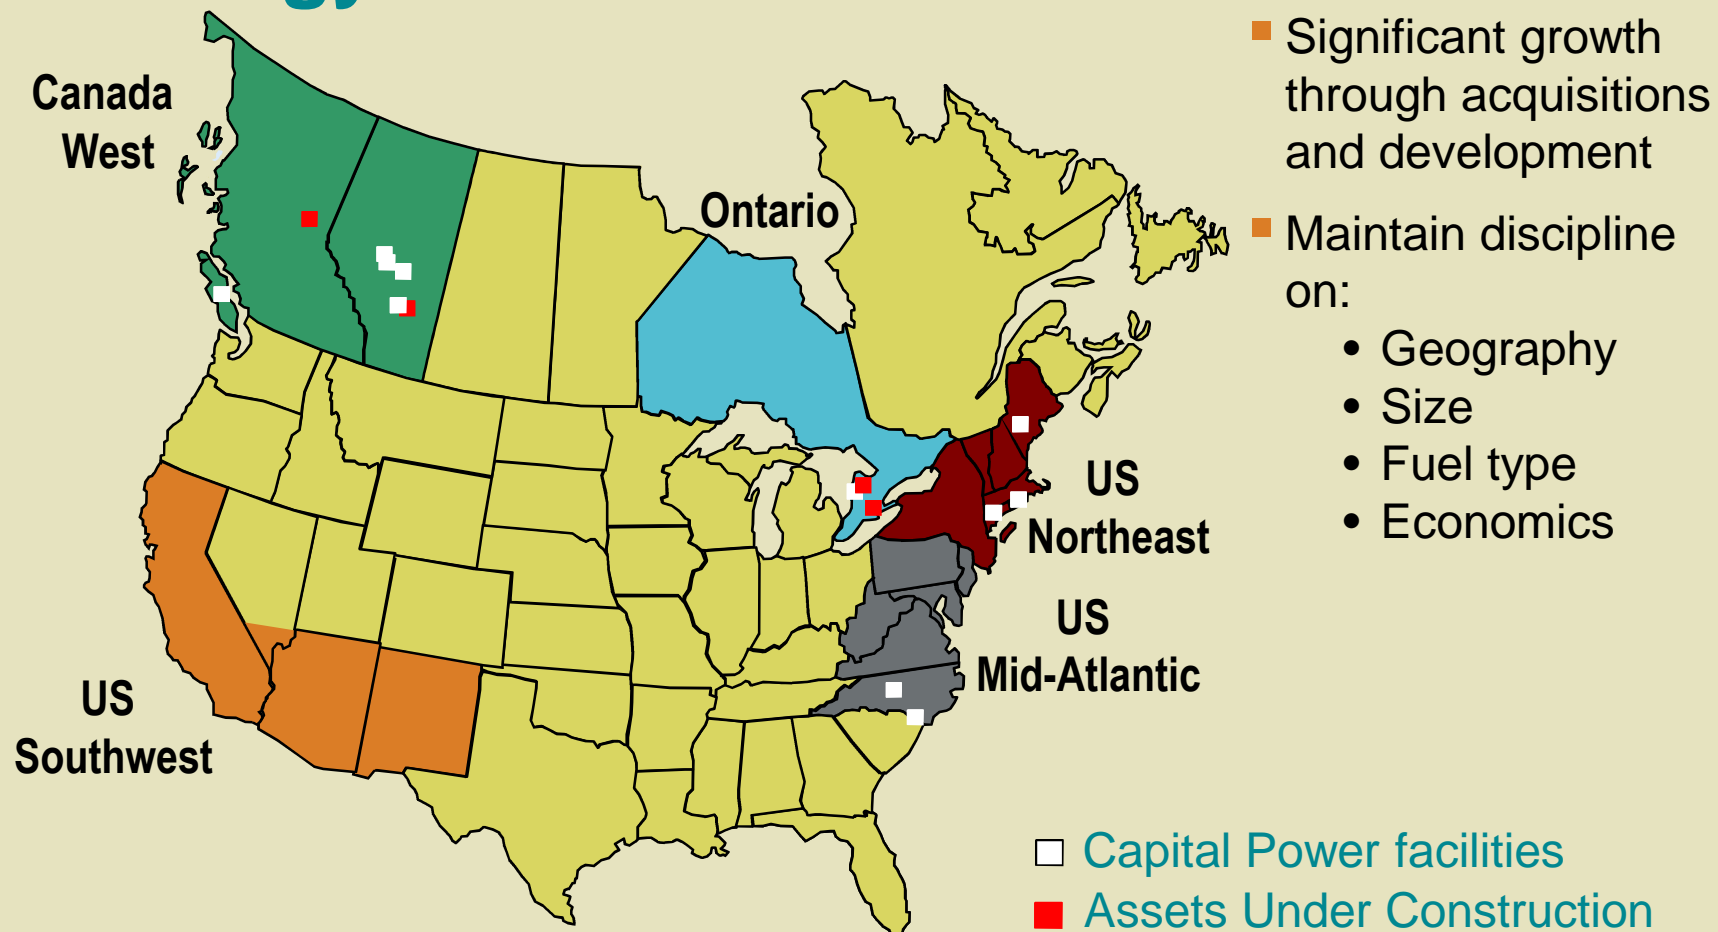 Canada
West
Ontario
US
Northeast
US
Mid-Atlantic
US
Southwest
Significant growth
through acquisitions
and development
Maintain discipline
on:
• Geography
• Size
• Fuel type
• Economics
Capital Power facilities
Assets Under Construction